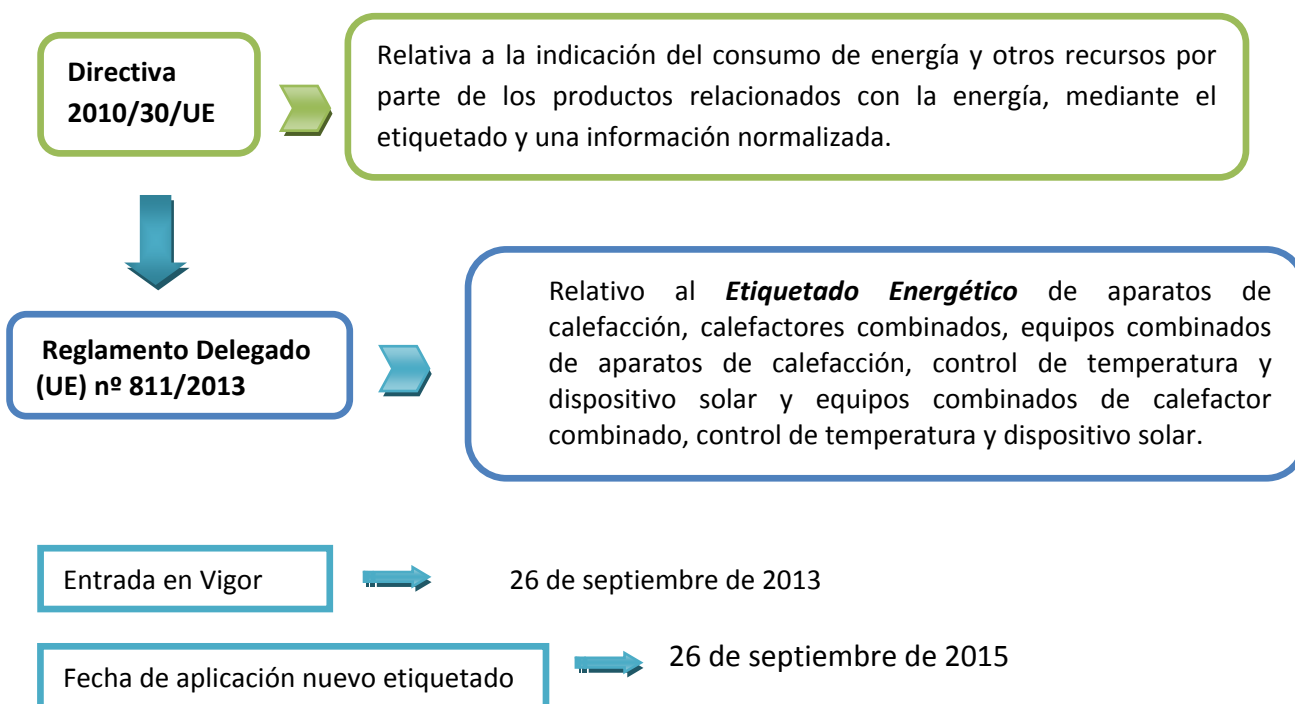 Directiva
2010/30/UE
Relativa a la indicación del consumo de energía y otros recursos por
parte de los productos relacionados con la energía, mediante el
etiquetado y una información normalizada.
Reglamento Delegado
(UE) nº 811/2013
Relativo al Etiquetado Energético de aparatos de
calefacción, calefactores combinados, equipos combinados
de aparatos de calefacción, control de temperatura y
dispositivo solar y equipos combinados de calefactor
combinado, control de temperatura y dispositivo solar.
Entrada en Vigor
26 de septiembre de 2013
Fecha de aplicación nuevo etiquetado
26 de septiembre de 2015